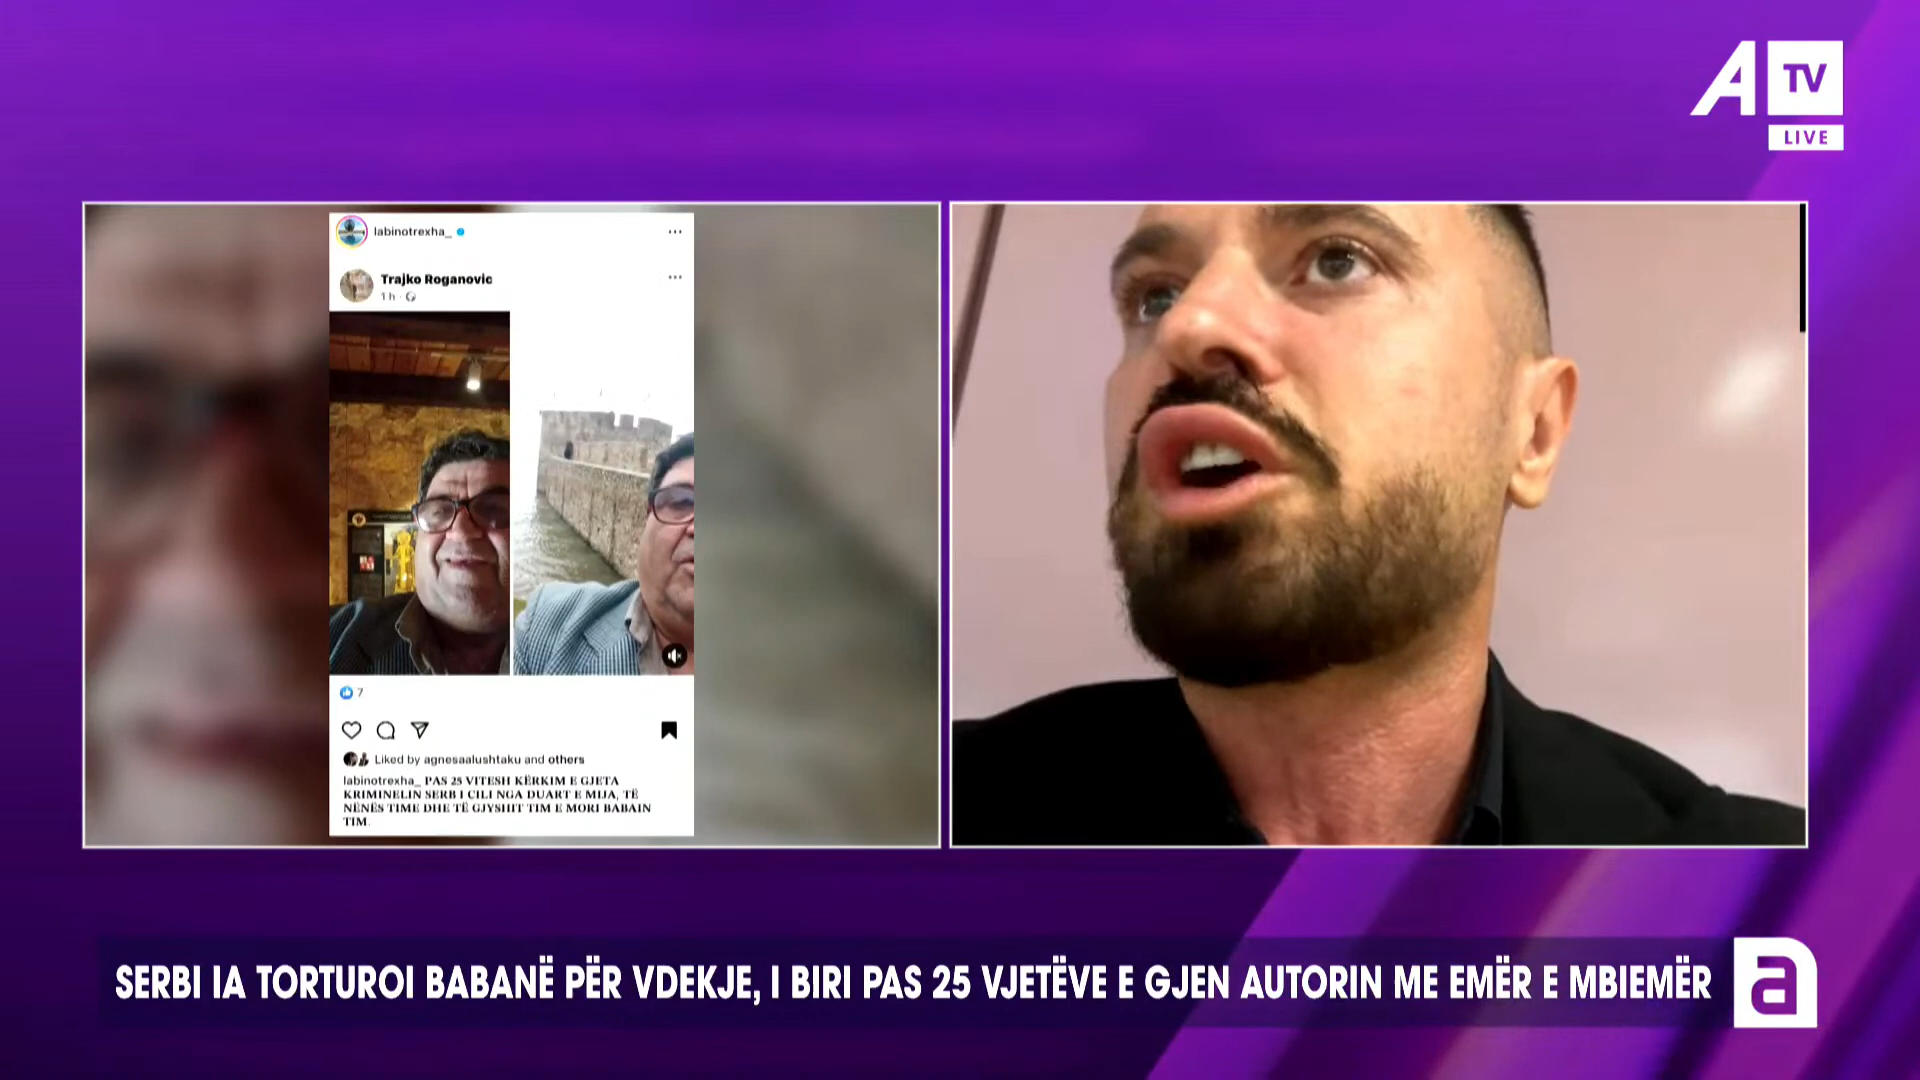 A TV
LIVE
labinotrexha_
Trajko Roganovic
1 h
7
Liked by agnesaalushtaku and others
labinotrexha_ PAS 25 VITESH KËRKIM E GJETA
KRIMINELIN SERB I CILI NGA DUART E MIJA, TË
NËNËS TIME DHE TË GJYSHIT TIM E MORI BABAIN
TIM.
SERBI IA TORTUROI BABANË PËR VDEKJE, I BIRI PAS 25 VJETËVE E GJEN AUTORIN ME EMËR E MBIEMËR
a